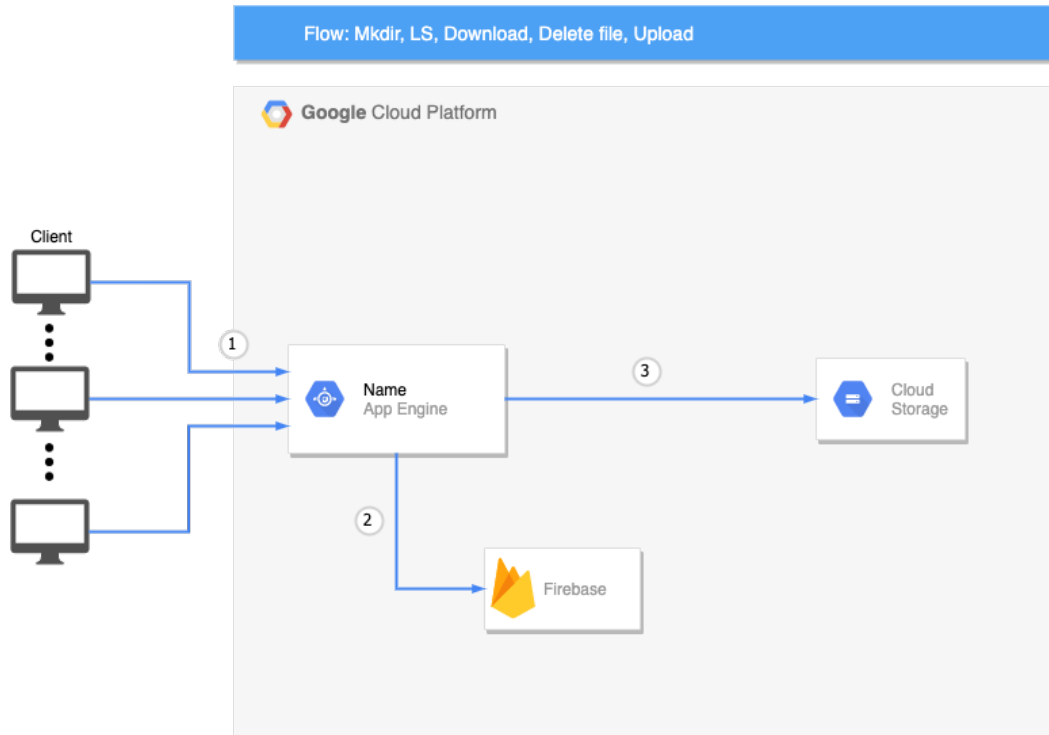 Flow: Mkdir, LS, Download, Delete file, Upload
Google Cloud Platform
Client
1
Name
App Engine
3
Cloud
Storage
2
Firebase